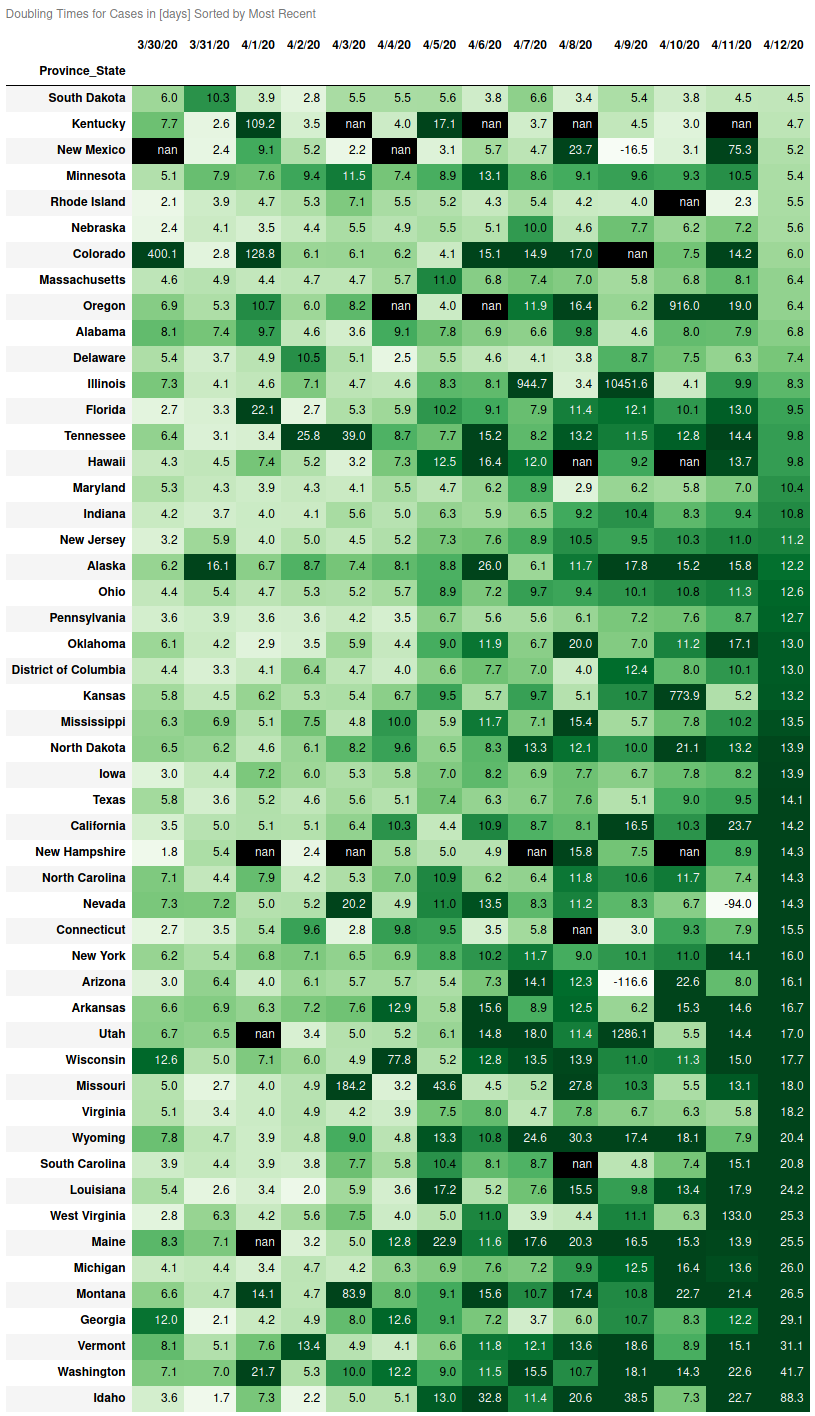 Doubling Times for Cases in [days] Sorted by Most Recent
3/30/20 3/31/20 4/1/20 4/2/20 4/3/20 4/4/20 4/5/20 4/6/20 4/7/20 4/8/20 4/9/20 4/10/20 4/11/20 4/12/20
Province_State
South Dakota 6.0 10.3 3.9 2.8 5.5 5.5 5.6 3.8 6.6 3.4 5.4 3.8 4.5 4.5
Kentucky 7.7 2.6 109.2 3.5 nan 4.0 17.1 nan 3.7 nan 4.5 3.0 nan 4.7
New Mexico nan 2.4 9.1 5.2 2.2 nan 3.1 5.7 4.7 23.7 -16.5 3.1 75.3 5.2
Minnesota 5.1 7.9 7.6 9.4 11.5 7.4 8.9 13.1 8.6 9.1 9.6 9.3 10.5 5.4
Rhode Island 2.1 3.9 4.7 5.3 7.1 5.5 5.2 4.3 5.4 4.2 4.0 nan 2.3 5.5
Nebraska 2.4 4.1 3.5 4.4 5.5 4.9 5.5 5.5 10.0 4.6 7.7 6.2 7.2 5.6
Colorado 400.1 2.8 128.8 6.1 6.1 6.2 4.1 15.1 14.9 17.0 nan 7.5 14.2 6.0
Massachusetts 4.6 4.9 4.4 4.7 4.7 5.7 11.0 6.8 7.4 7.0 5.8 6.8 8.1 6.4
Oregon 6.9 5.3 10.7 6.0 8.2 nan 4.0 nan 11.9 16.4 6.2 916.0 19.0 6.4
Alabama 8.1 7.4 9.7 4.6 3.6 9.1 7.8 6.9 6.6 9.8 4.6 8.0 7.9 6.8
Delaware 5.4 3.7 4.9 10.5 5.1 2.5 5.5 4.6 4.1 3.8 8.7 7.5 6.3 7.4
Illinois 7.3 4.1 4.6 7.1 4.7 4.6 8.3 8.1 944.7 3.4 10451.6 4.1 9.9 8.3
Florida 2.7 3.3 22.1 2.7 5.3 5.9 10.2 9.1 7.9 11.4 12.1 10.1 13.0 9.5
Tennessee 6.4 3.1 3.4 25.8 39.0 8.7 7.7 15.2 8.2 13.2 11.5 12.8 14.4 9.8
Hawaii 4.3 4.5 7.4 5.2 3.2 7.3 12.5 16.4 12.0 nan 9.2 nan 13.7 9.8
Maryland 5.3 4.3 3.9 4.3 4.1 5.5 4.7 6.2 8.9 2.9 6.2 5.8 7.0 10.4
Indiana 4.2 3.7 4.0 4.1 5.6 5.0 6.3 5.9 6.5 9.2 10.4 8.3 9.4 10.8
New Jersey 3.2 5.9 4.0 5.0 4.5 5.2 7.3 7.6 8.9 10.5 9.5 10.3 11.0 11.2
Alaska 6.2 16.1 6.7 8.7 7.4 8.1 8.8 26.0 6.1 11.7 17.8 15.2 15.8 12.2
Ohio 4.4 5.4 4.7 5.3 5.2 5.7 8.9 7.2 9.7 9.4 10.1 10.8 11.3 12.6
Pennsylvania 3.6 3.9 3.6 3.6 4.2 3.5 6.7 5.6 5.6 6.1 7.2 7.6 8.7 12.7
Oklahoma 6.1 4.2 2.9 3.5 5.9 4.4 9.0 11.9 6.7 20.0 7.0 11.2 17.1 13.0
District of Columbia 4.4 3.3 4.1 6.4 4.7 4.0 6.6 7.7 7.0 4.0 12.4 8.0 10.1 13.0
Kansas 5.8 4.5 6.2 5.3 5.4 6.7 9.5 5.7 9.7 5.1 10.7 773.9 5.2 13.2
Mississippi 6.3 6.9 5.1 7.5 4.8 10.0 5.9 11.7 7.1 15.4 5.7 7.8 10.2 13.5
North Dakota 6.5 6.2 4.6 6.1 8.2 9.6 6.5 8.3 13.3 12.1 10.0 21.1 13.2 13.9
Iowa 3.0 4.4 7.2 6.0 5.3 5.8 7.0 8.2 6.9 7.7 6.7 7.8 8.2 13.9
Texas 5.8 3.6 5.2 4.6 5.6 5.1 7.4 6.3 6.7 7.6 5.1 9.0 9.5 14.1
California 3.5 5.0 5.1 5.1 6.4 10.3 4.4 10.9 8.7 8.1 16.5 10.3 23.7 14.2
New Hampshire 1.8 5.4 nan 2.4 nan 5.8 5.0 4.9 nan 15.8 7.5 nan 8.9 14.3
North Carolina 7.1 4.4 7.9 4.2 5.3 7.0 10.9 6.2 6.4 11.8 10.6 11.7 7.4 14.3
Nevada 7.3 7.2 5.0 5.2 20.2 4.9 11.0 13.5 8.3 11.2 8.3 6.7 -94.0 14.3
Connecticut 2.7 3.5 5.4 9.6 2.8 9.8 9.5 3.5 5.8 nan 3.0 9.3 7.9 15.5
New York 6.2 5.4 6.8 7.1 6.5 6.9 8.8 10.2 11.7 9.0 10.1 11.0 14.1 16.0
Arizona 3.0 6.4 4.0 6.1 5.7 5.7 5.4 7.3 14.1 12.3 -116.6 22.6 8.0 16.1
Arkansas 6.6 6.9 6.3 7.2 7.6 12.9 5.8 15.6 8.9 12.5 6.2 15.3 14.6 16.7
Utah 6.7 6.5 nan 3.4 5.0 5.2 6.1 14.8 18.0 11.4 1286.1 5.5 14.4 17.0
Wisconsin 12.6 5.0 7.1 6.0 4.9 77.8 5.2 12.8 13.5 13.9 11.0 11.3 15.0 17.7
Missouri 5.0 2.7 4.0 4.9 184.2 3.2 43.6 4.5 5.2 27.8 10.3 5.5 13.1 18.0
Virginia 5.1 3.4 4.0 4.9 4.2 3.9 7.5 8.0 4.7 7.8 6.7 6.3 5.8 18.2
Wyoming 7.8 4.7 3.9 4.8 9.0 4.8 13.3 10.8 24.6 30.3 17.4 18.1 7.9 20.4
South Carolina 3.9 4.4 3.9 3.8 7.7 5.8 10.4 8.1 8.7 nan 4.8 7.4 15.1 20.8
Louisiana 5.4 2.6 3.4 2.0 5.9 3.6 17.2 5.2 7.6 15.5 9.8 13.4 17.9 24.2
West Virginia 2.8 6.3 4.2 5.6 7.5 4.0 5.0 11.0 3.9 4.4 11.1 6.3 133.0 25.3
Maine 8.3 7.1 nan 3.2 5.0 12.8 22.9 11.6 17.6 20.3 16.5 15.3 13.9 25.5
Michigan 4.1 4.4 3.4 4.7 4.2 6.3 6.9 7.6 7.2 9.9 12.5 16.4 13.6 26.0
Montana 6.6 4.7 14.1 4.7 83.9 8.0 9.1 15.6 10.7 17.4 10.8 22.7 21.4 26.5
Georgia 12.0 2.1 4.2 4.9 8.0 12.6 9.1 7.2 3.7 6.0 10.7 8.3 12.2 29.1
Vermont 8.1 5.1 7.6 13.4 4.9 4.1 6.6 11.8 12.1 13.6 18.6 8.9 15.1 31.1
Washington 7.1 7.0 21.7 5.3 10.0 12.2 9.0 11.5 15.5 10.7 18.1 14.3 22.6 41.7
Idaho 3.6 1.7 7.3 2.2 5.0 5.1 13.0 32.8 11.4 20.6 38.5 7.3 22.7 88.3